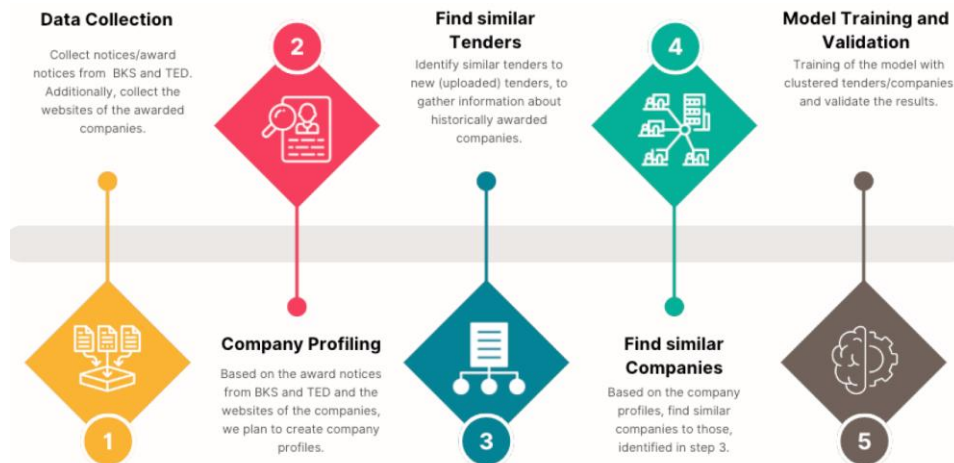 Data Collection
Collect notices/award
notices from BKS and TED.
Additionally, collect the
websites of the awarded
companies.
1
2
Company Profiling
Based on the award notices
from BKS and TED and the
websites of the companies,
we plan to create company
profiles.
Find similar
Tenders
Identify similar tenders to
new (uploaded) tenders, to
gather information about
historically awarded
companies.
3
4
Find similar
Companies
Based on the company
profiles, find similar
companies to those,
identified in step 3.
Model Training and
Validation
Training of the model with
clustered tenders/companies
and validate the results.
5